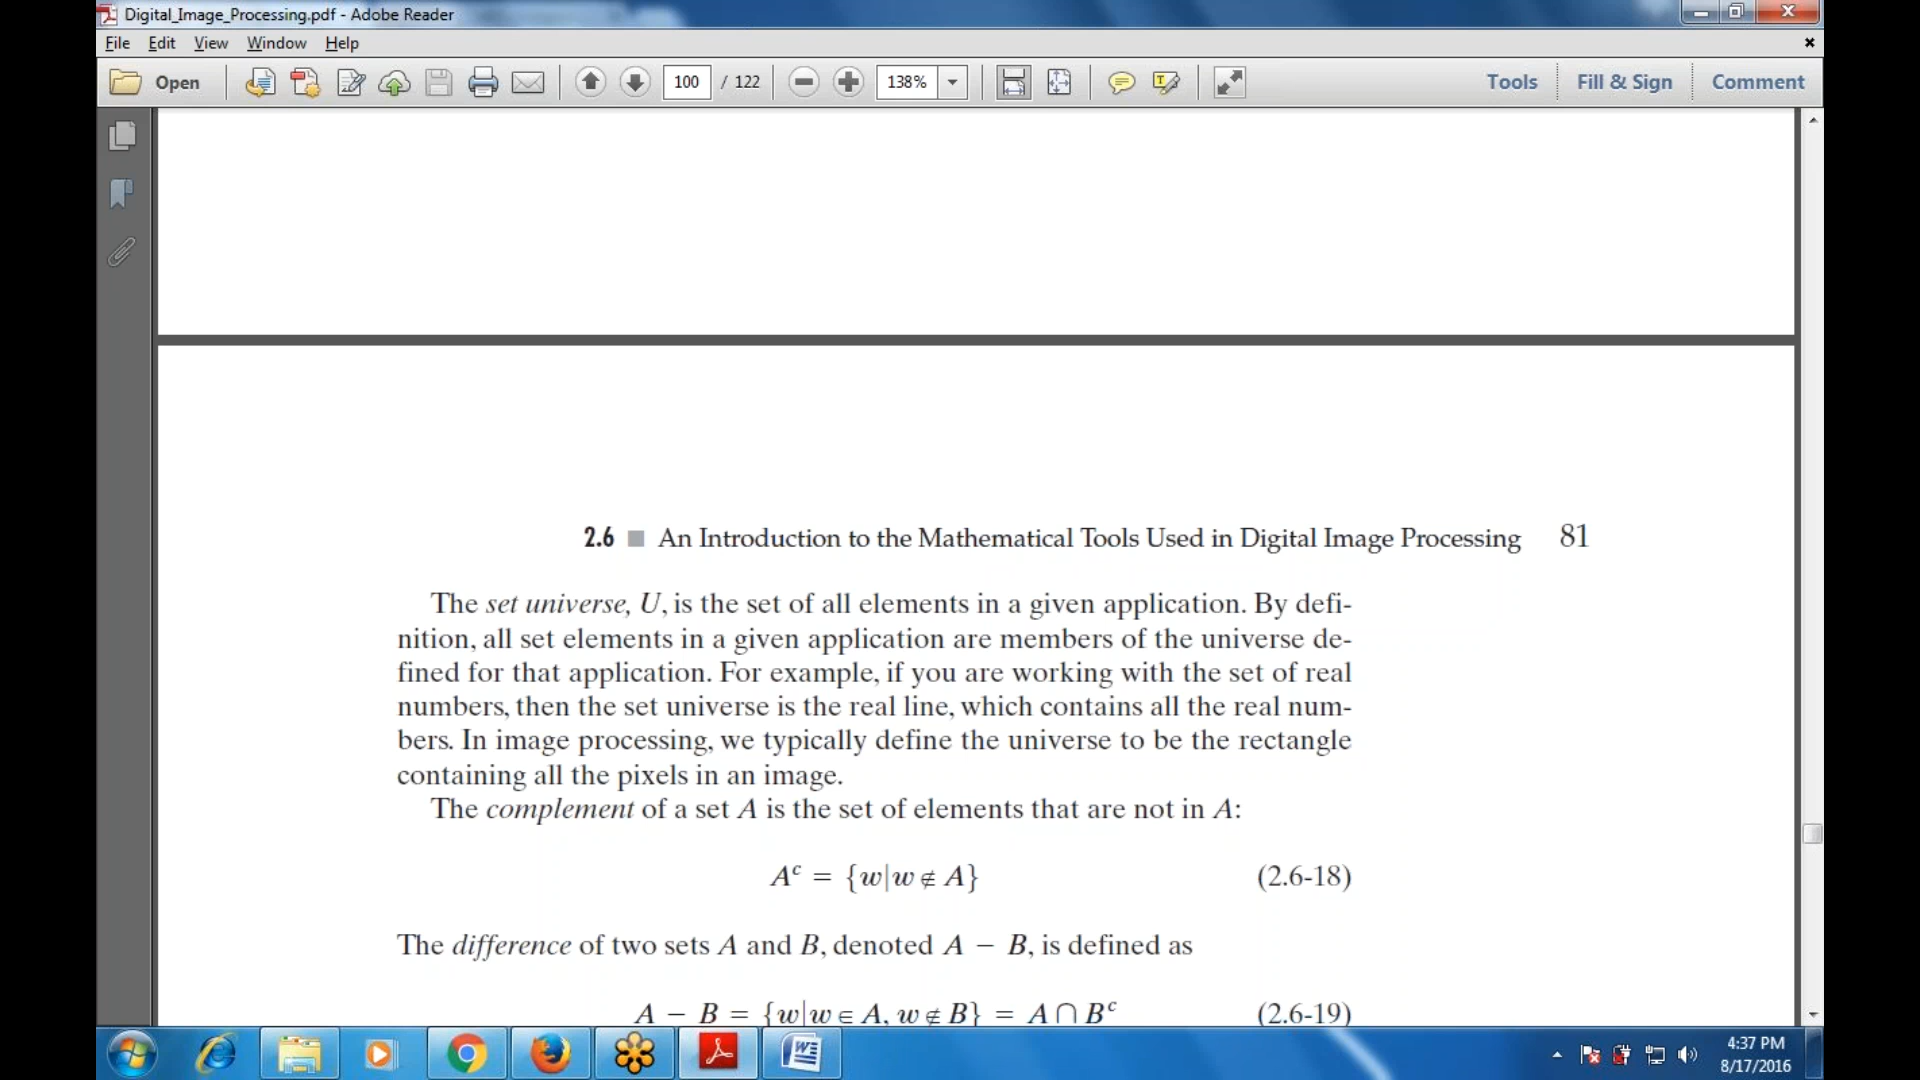 Digital_Image_Processing.pdf - Adobe Reader
File Edit View Window Help
Open 100 / 122 138% Tools Fill & Sign Comment
2.6 ■ An Introduction to the Mathematical Tools Used in Digital Image Processing 81
The set universe, U, is the set of all elements in a given application. By defi-
nition, all set elements in a given application are members of the universe de-
fined for that application. For example, if you are working with the set of real
numbers, then the set universe is the real line, which contains all the real num-
bers. In image processing, we typically define the universe to be the rectangle
containing all the pixels in an image.
The complement of a set A is the set of elements that are not in A:
Aᶜ = {w|w ∉ A} (2.6-18)
The difference of two sets A and B, denoted A − B, is defined as
A − B = {w|w ∈ A, w ∉ B} = A ∩ Bᶜ (2.6-19)
4:37 PM
8/17/2016